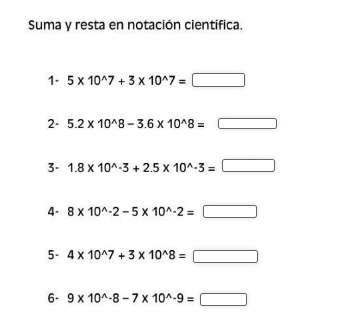 Suma y resta en notación científica.
1- 5 x 10^7 + 3 x 10^7 =
2- 5.2 x 10^8 – 3.6 x 10^8 =
3- 1.8 x 10^-3 + 2.5 x 10^-3 =
4- 8 x 10^-2 – 5 x 10^-2 =
5- 4 x 10^7 + 3 x 10^8 =
6- 9 x 10^-8 – 7 x 10^-9 =